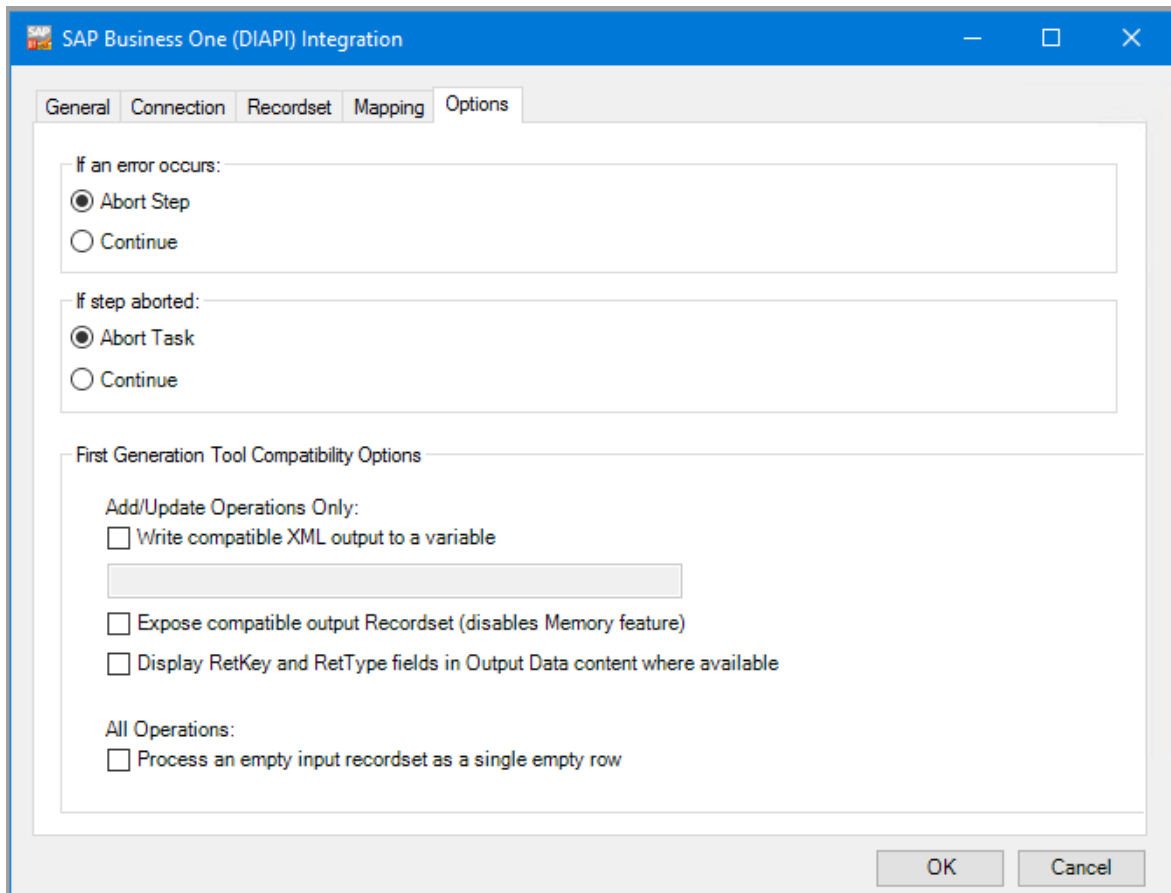 SAP Business One (DIAPI) Integration
General Connection Recordset Mapping Options
If an error occurs:
Abort Step
Continue
If step aborted:
Abort Task
Continue
First Generation Tool Compatibility Options
Add/Update Operations Only:
Write compatible XML output to a variable
Expose compatible output Recordset (disables Memory feature)
Display RetKey and RetType fields in Output Data content where available
All Operations:
Process an empty input recordset as a single empty row
OK Cancel